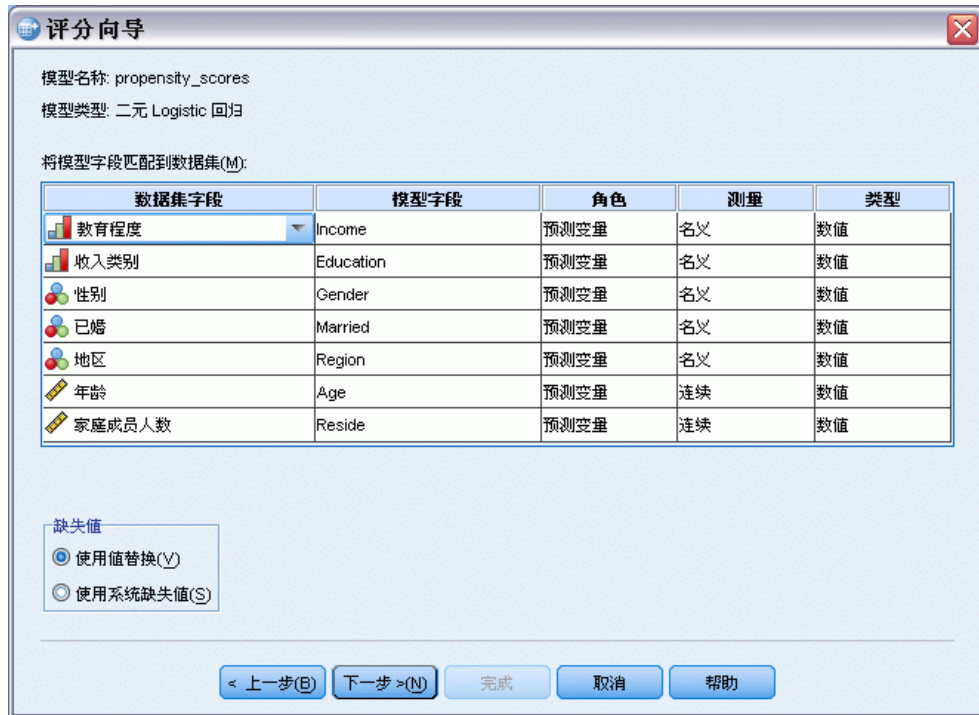 评分向导
模型名称: propensity_scores
模型类型: 二元 Logistic 回归
将模型字段匹配到数据集(M):
数据集字段 模型字段 角色 测量 类型
教育程度 Income 预测变量 名义 数值
收入类别 Education 预测变量 名义 数值
性别 Gender 预测变量 名义 数值
已婚 Married 预测变量 名义 数值
地区 Region 预测变量 名义 数值
年龄 Age 预测变量 连续 数值
家庭成员人数 Reside 预测变量 连续 数值
缺失值
使用值替换(V)
使用系统缺失值(S)
< 上一步(B) 下一步 >(N) 完成 取消 帮助